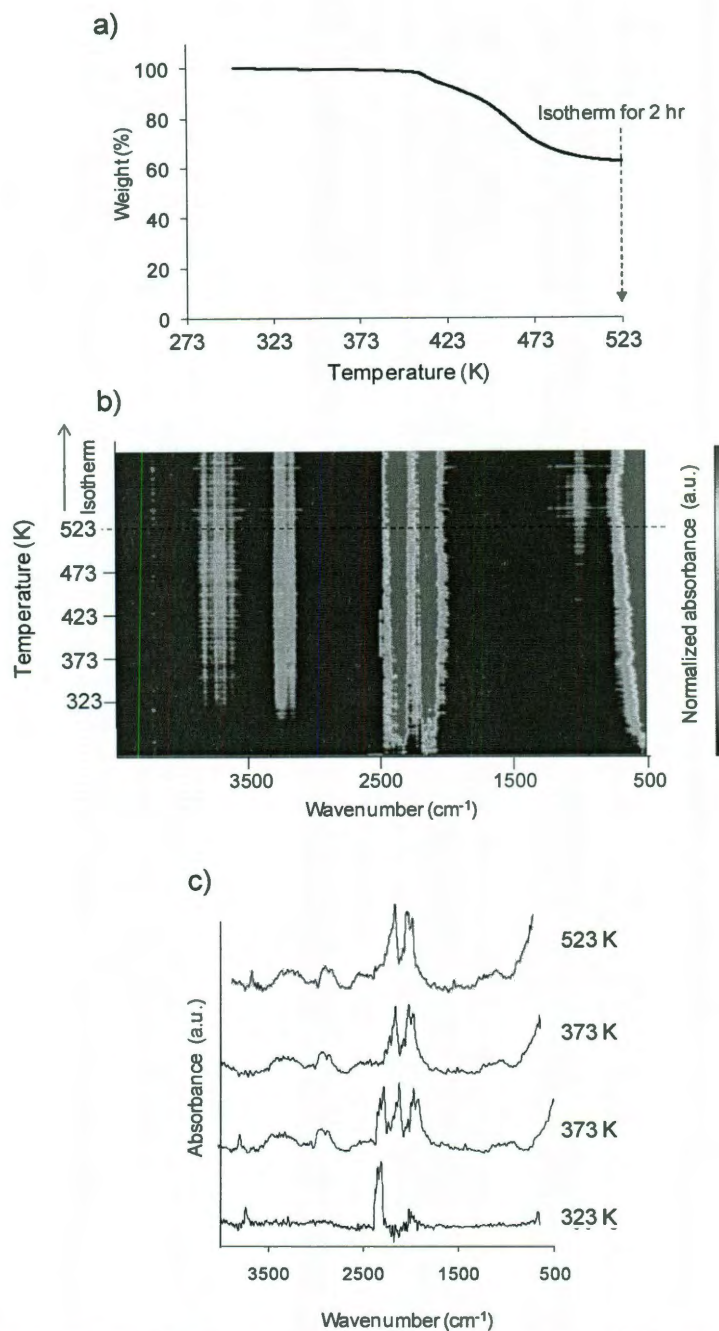 a)
100
80
60
40
20
0
Weight (%)
Isotherm for 2 hr
273 323 373 423 473 523
Temperature (K)
b)
Isotherm
523
473
423
373
323
Temperature (K)
Normalized absorbance (a.u.)
3500 2500 1500 500
Wavenumber (cm-1)
c)
523 K
373 K
373 K
323 K
Absorbance (a.u.)
3500 2500 1500 500
Wavenumber (cm-1)